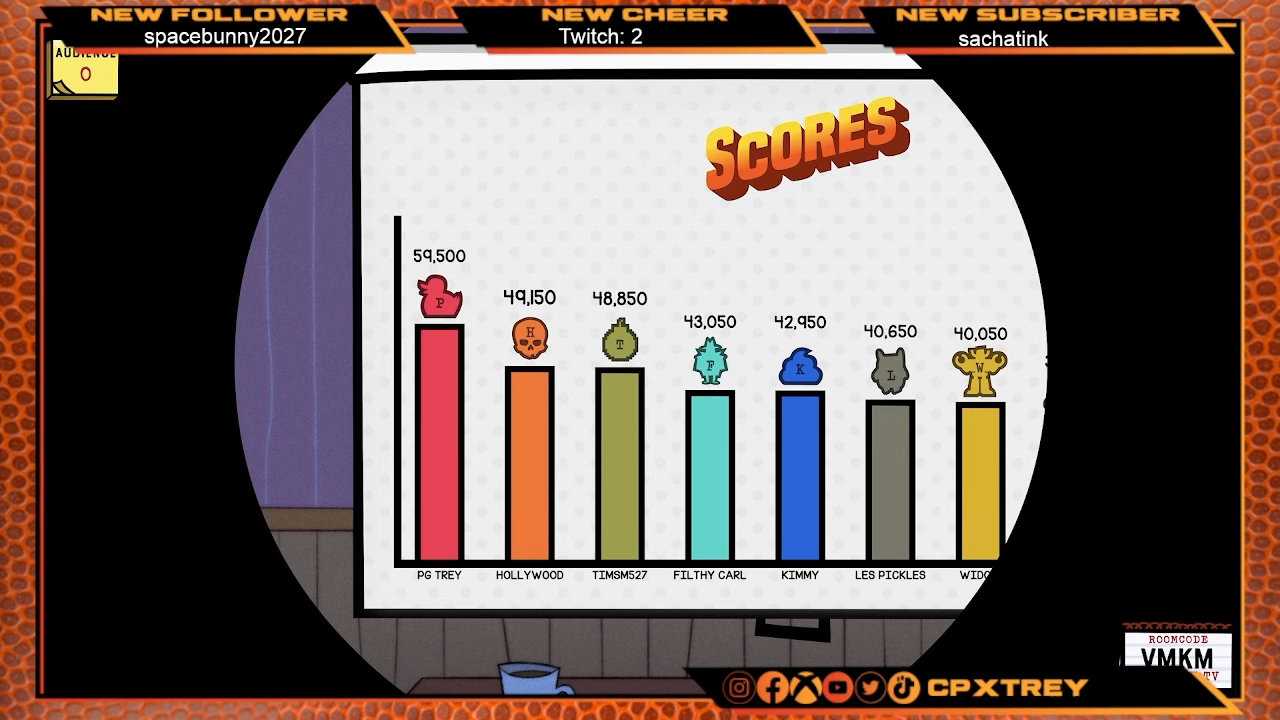 NEW FOLLOWER
spacebunny2027
NEW CHEER
Twitch: 2
NEW SUBSCRIBER
sachatink
AUDIENCE
0
SCORES
59,500
49,150
48,850
43,050
42,950
40,650
40,050
P
H
T
F
K
L
W
PG TREY
HOLLYWOOD
TIMSM527
FILTHY CARL
KIMMY
LES PICKLES
ROOMCODE
VMKM
TV
CPXTREY